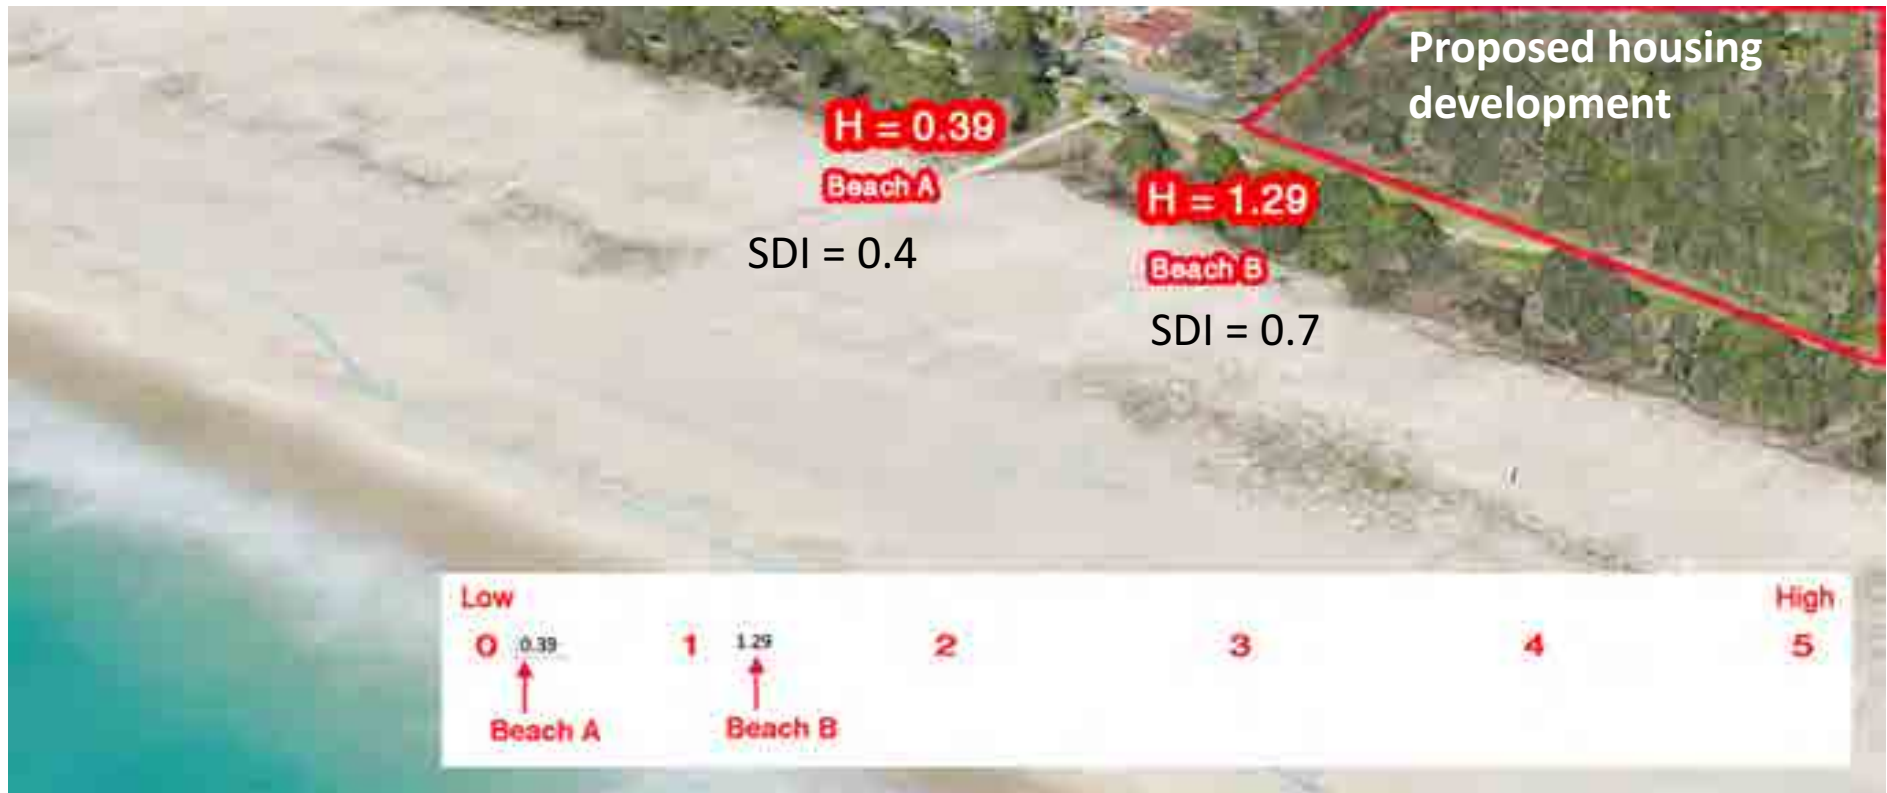 Proposed housing
development
H = 0.39
Beach A
SDI = 0.4
H = 1.29
Beach B
SDI = 0.7
Low
High
0 0.39 1 1.29 2 3 4 5
Beach A
Beach B